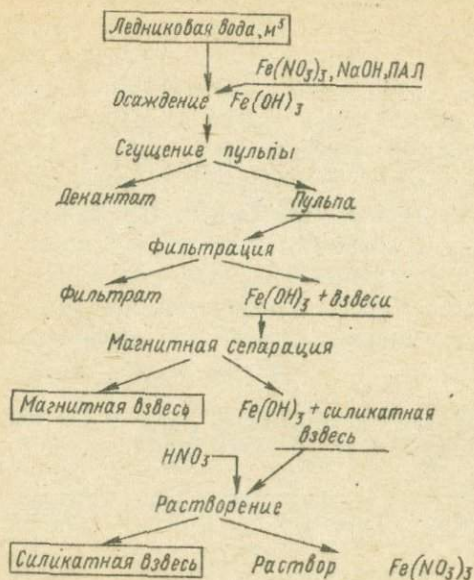 Ледниковая вода, м³
Fe(NO₃)₃, NaOH, ПАЛ
Осаждение Fe(OH)₃
Сгущение пульпы
Декантат Пульпа
Фильтрация
Фильтрат Fe(OH)₃ + взвеси
Магнитная сепарация
Магнитная взвесь Fe(OH)₃ + силикатная
взвесь
HNO₃
Растворение
Силикатная взвесь Раствор Fe(NO₃)₃